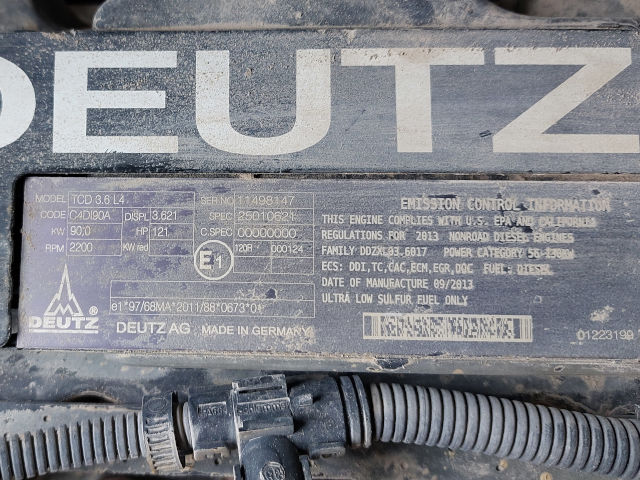 DEUTZ
MODEL TCD 3.6 L4 SER NO 11498147
CODE C4DI90A DISPL 3.621 SPEC 25010621
KW 90.0 HP 121 C.SPEC 00000000
RPM 2200 KW red 120R 000124
E1
DEUTZ ®
e1*97/68MA*2011/88*0673*01
DEUTZ AG MADE IN GERMANY
EMISSION CONTROL INFORMATION
THIS ENGINE COMPLIES WITH U.S. EPA AND CALIFORNIA
REGULATIONS FOR 2013 NONROAD DIESEL ENGINES
FAMILY DDZXL03.6017 POWER CATEGORY 56-130KW
ECS: DDI,TC,CAC,ECM,EGR,DOC FUEL: DIESEL
DATE OF MANUFACTURE 09/2013
ULTRA LOW SULFUR FUEL ONLY
01223199